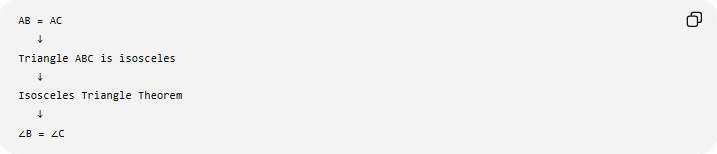 AB = AC
↓
Triangle ABC is isosceles
↓
Isosceles Triangle Theorem
↓
∠B = ∠C